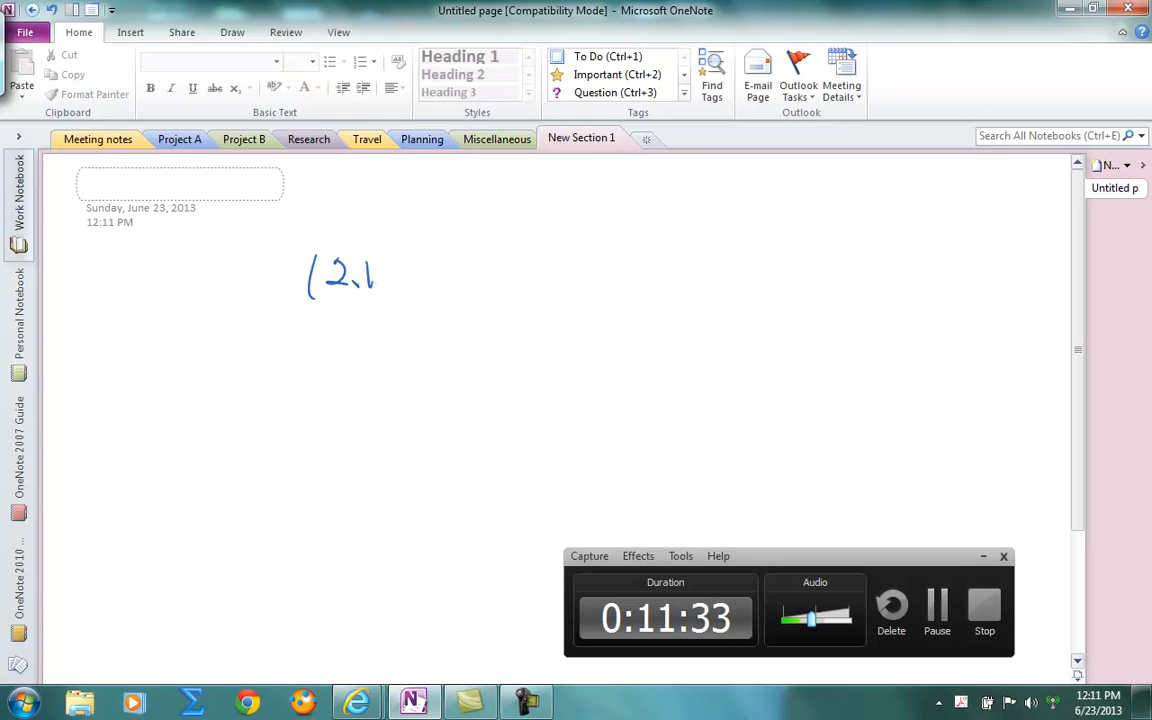 Untitled page [Compatibility Mode] - Microsoft OneNote
File Home Insert Share Draw Review View
Paste
Cut
Copy
Format Painter
Clipboard
B I U abc x₂ A
Basic Text
Heading 1
Heading 2
Heading 3
Styles
To Do (Ctrl+1)
Important (Ctrl+2)
Question (Ctrl+3)
Find Tags
Tags
E-mail Page
Outlook Tasks
Meeting Details
Outlook
Meeting notes Project A Project B Research Travel Planning Miscellaneous New Section 1
Search All Notebooks (Ctrl+E)
N...
Untitled p
Work Notebook
Personal Notebook
OneNote 2007 Guide
OneNote 2010 ...
Sunday, June 23, 2013
12:11 PM
(2.1
Capture Effects Tools Help
Duration
0:11:33
Audio
Delete
Pause
Stop
12:11 PM
6/23/2013